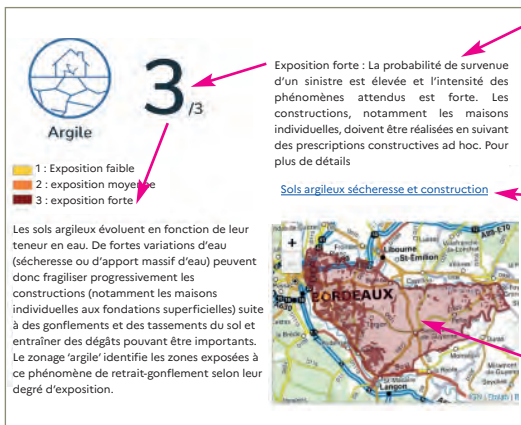 3 /3
Argile
1 : Exposition faible
2 : exposition moyenne
3 : exposition forte
Les sols argileux évoluent en fonction de leur
teneur en eau. De fortes variations d'eau
(sécheresse ou d'apport massif d'eau) peuvent
donc fragiliser progressivement les
constructions (notamment les maisons
individuelles aux fondations superficielles) suite
à des gonflements et des tassements du sol et
entraîner des dégâts pouvant être importants.
Le zonage 'argile' identifie les zones exposées à
ce phénomène de retrait-gonflement selon leur
degré d'exposition.
Exposition forte : La probabilité de survenue
d'un sinistre est élevée et l'intensité des
phénomènes attendus est forte. Les
constructions, notamment les maisons
individuelles, doivent être réalisées en suivant
des prescriptions constructives ad hoc. Pour
plus de détails
Sols argileux sécheresse et construction
+
A89-E70
Libourne
St-Émilion
BORDEAUX
Langon